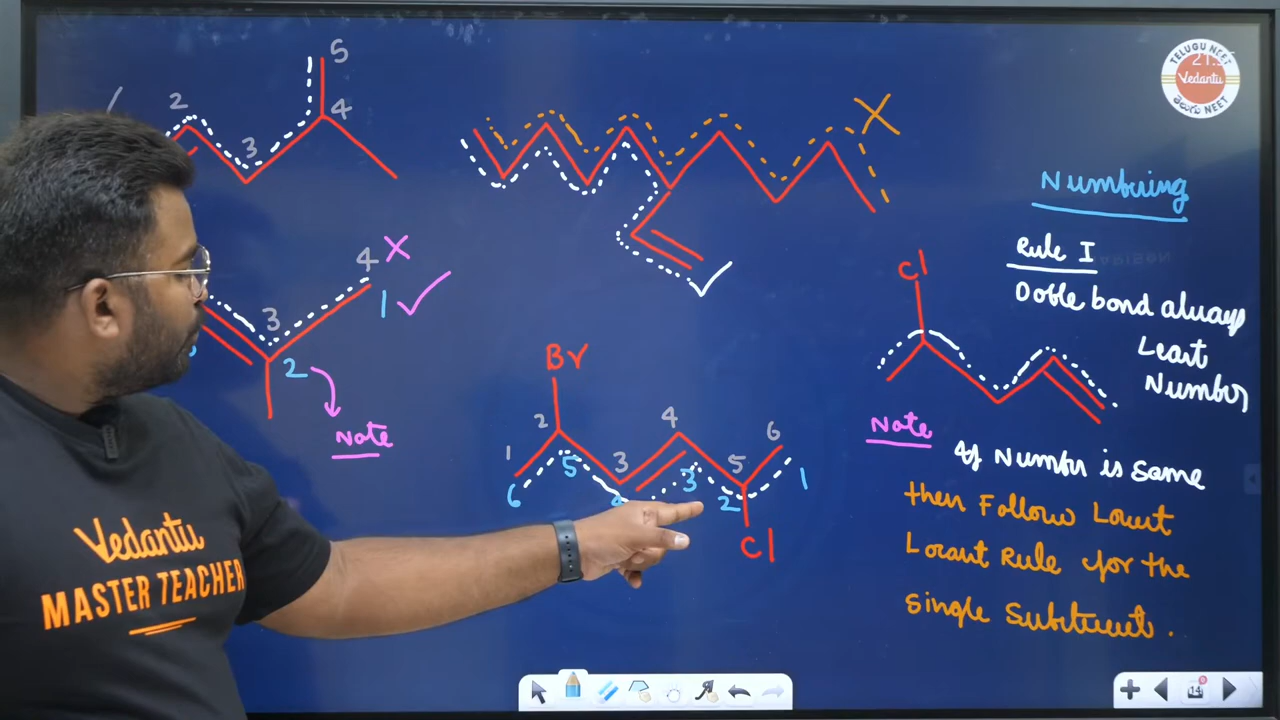 5
2
4
3
TELUGU NEET
Vedantu
తెలుగు NEET
X
Numbering
Rule I
Doble bond always
Least
Number
4 X
1
3
2
Note
Cl
Br
2
4
6
1
3
5
5
3
1
6
2
Cl
Note
If Number is same
then Follow Lowest
Locant Rule for the
single Substituent.
Vedantu
MASTER TEACHER
14